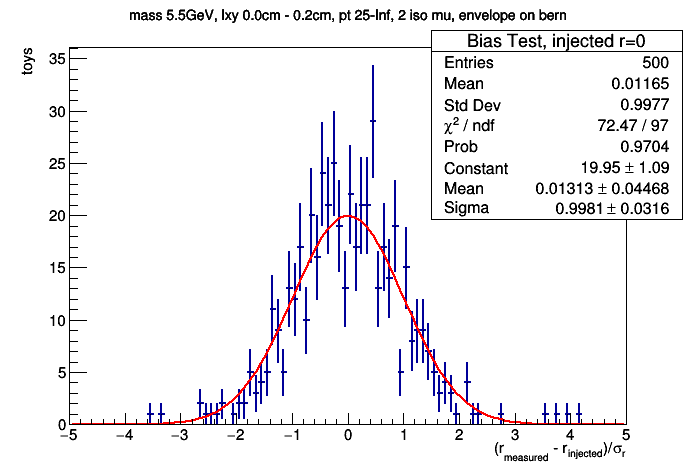 mass 5.5GeV, lxy 0.0cm - 0.2cm, pt 25-Inf, 2 iso mu, envelope on bern
Bias Test, injected r=0
Entries 500
Mean 0.01165
Std Dev 0.9977
χ² / ndf 72.47 / 97
Prob 0.9704
Constant 19.95 ± 1.09
Mean 0.01313 ± 0.04468
Sigma 0.9981 ± 0.0316
toys
35
30
25
20
15
10
5
0
−5 −4 −3 −2 −1 0 1 2 3 4 5
(r_measured - r_injected)/σ_r